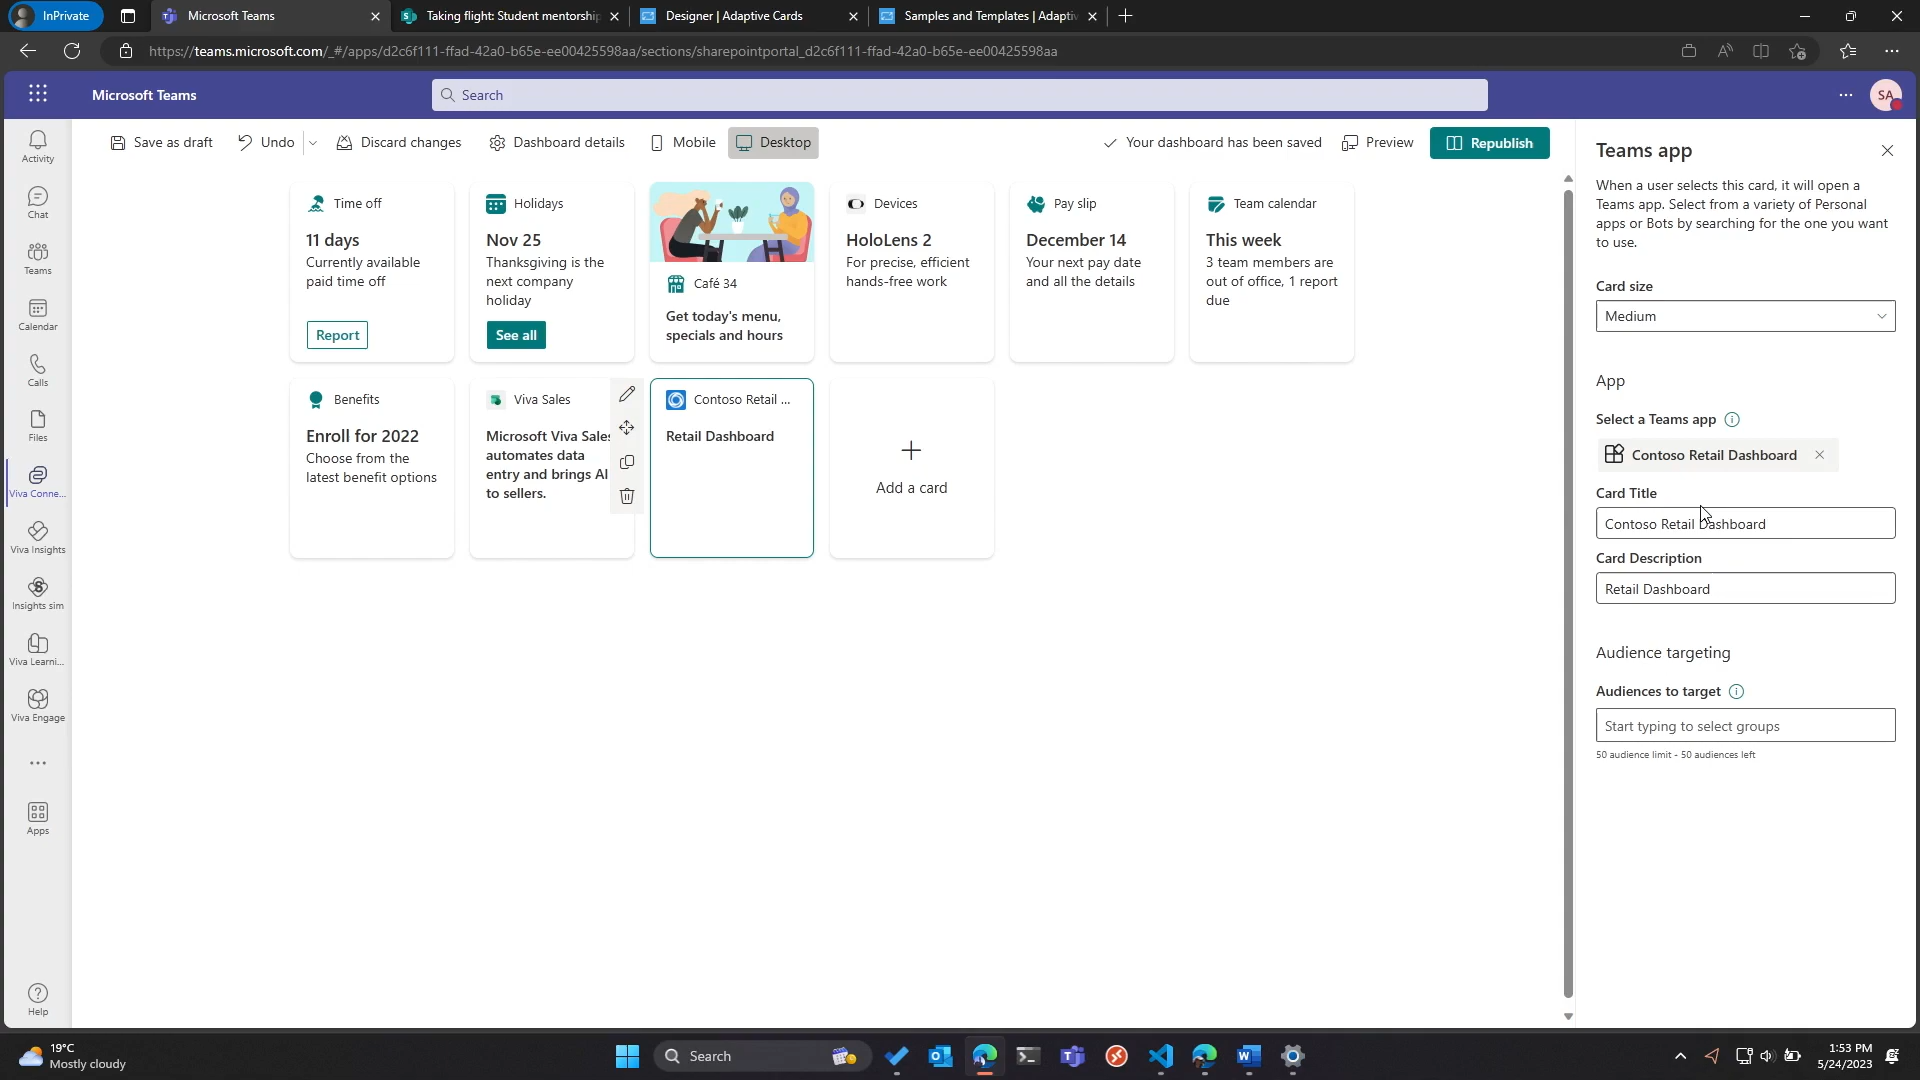 InPrivate
Microsoft Teams
Taking flight: Student mentorship
Designer | Adaptive Cards
Samples and Templates | Adaptiv
https://teams.microsoft.com/_#/apps/d2c6f111-ffad-42a0-b65e-ee00425598aa/sections/sharepointportal_d2c6f111-ffad-42a0-b65e-ee00425598aa
Microsoft Teams
Search
SA
Activity
Chat
Teams
Calendar
Calls
Files
Viva Conne...
Viva Insights
Insights sim
Viva Learni...
Viva Engage
Apps
Help
Save as draft
Undo
Discard changes
Dashboard details
Mobile
Desktop
Your dashboard has been saved
Preview
Republish
Time off
11 days
Currently available
paid time off
Report
Holidays
Nov 25
Thanksgiving is the
next company
holiday
See all
Café 34
Get today's menu,
specials and hours
Devices
HoloLens 2
For precise, efficient
hands-free work
Pay slip
December 14
Your next pay date
and all the details
Team calendar
This week
3 team members are
out of office, 1 report
due
Benefits
Enroll for 2022
Choose from the
latest benefit options
Viva Sales
Microsoft Viva Sales
automates data
entry and brings AI
to sellers.
Contoso Retail ...
Retail Dashboard
Add a card
Teams app
When a user selects this card, it will open a
Teams app. Select from a variety of Personal
apps or Bots by searching for the one you want
to use.
Card size
Medium
App
Select a Teams app
Contoso Retail Dashboard
Card Title
Contoso Retail Dashboard
Card Description
Retail Dashboard
Audience targeting
Audiences to target
Start typing to select groups
50 audience limit - 50 audiences left
19°C
Mostly cloudy
Search
1:53 PM
5/24/2023